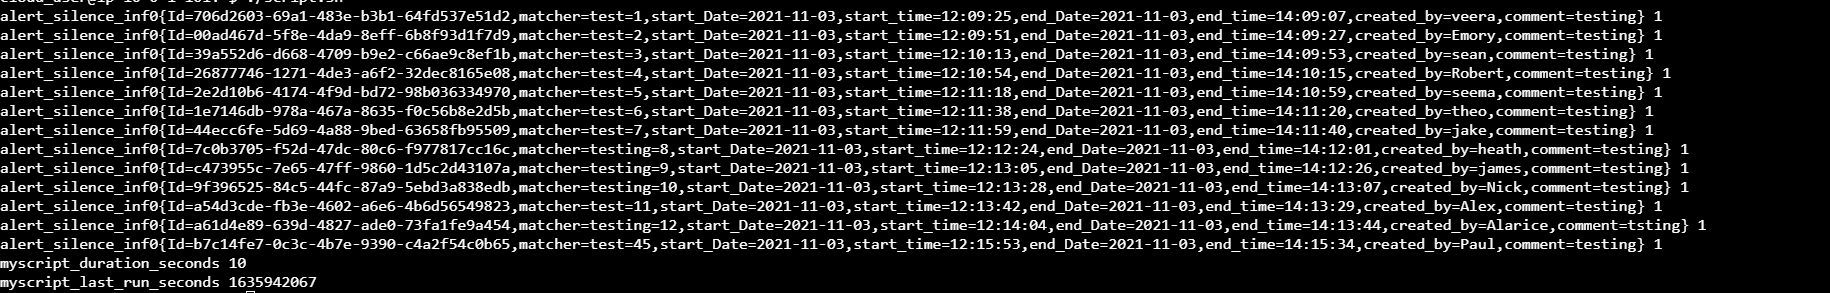 alert_silence_inf0{Id=706d2603-69a1-483e-b3b1-64fd537e51d2,matcher=test=1,start_Date=2021-11-03,start_time=12:09:25,end_Date=2021-11-03,end_time=14:09:07,created_by=veera,comment=testing} 1
alert_silence_inf0{Id=00ad467d-5f8e-4da9-8eff-6b8f93d1f7d9,matcher=test=2,start_Date=2021-11-03,start_time=12:09:51,end_Date=2021-11-03,end_time=14:09:27,created_by=Emory,comment=testing} 1
alert_silence_inf0{Id=39a552d6-d668-4709-b9e2-c66ae9c8ef1b,matcher=test=3,start_Date=2021-11-03,start_time=12:10:13,end_Date=2021-11-03,end_time=14:09:53,created_by=sean,comment=testing} 1
alert_silence_inf0{Id=26877746-1271-4de3-a6f2-32dec8165e08,matcher=test=4,start_Date=2021-11-03,start_time=12:10:54,end_Date=2021-11-03,end_time=14:10:15,created_by=Robert,comment=testing} 1
alert_silence_inf0{Id=2e2d10b6-4174-4f9d-bd72-98b036334970,matcher=test=5,start_Date=2021-11-03,start_time=12:11:18,end_Date=2021-11-03,end_time=14:10:59,created_by=seema,comment=testing} 1
alert_silence_inf0{Id=1e7146db-978a-467a-8635-f0c56b8e2d5b,matcher=test=6,start_Date=2021-11-03,start_time=12:11:38,end_Date=2021-11-03,end_time=14:11:20,created_by=theo,comment=testing} 1
alert_silence_inf0{Id=44ecc6fe-5d69-4a88-9bed-63658fb95509,matcher=test=7,start_Date=2021-11-03,start_time=12:11:59,end_Date=2021-11-03,end_time=14:11:40,created_by=jake,comment=testing} 1
alert_silence_inf0{Id=7c0b3705-f52d-47dc-80c6-f977817cc16c,matcher=testing=8,start_Date=2021-11-03,start_time=12:12:24,end_Date=2021-11-03,end_time=14:12:01,created_by=heath,comment=testing} 1
alert_silence_inf0{Id=c473955c-7e65-47ff-9860-1d5c2d43107a,matcher=testing=9,start_Date=2021-11-03,start_time=12:13:05,end_Date=2021-11-03,end_time=14:12:26,created_by=james,comment=testing} 1
alert_silence_inf0{Id=9f396525-84c5-44fc-87a9-5ebd3a838edb,matcher=testing=10,start_Date=2021-11-03,start_time=12:13:28,end_Date=2021-11-03,end_time=14:13:07,created_by=Nick,comment=testing} 1
alert_silence_inf0{Id=a54d3cde-fb3e-4602-a6e6-4b6d56549823,matcher=test=11,start_Date=2021-11-03,start_time=12:13:42,end_Date=2021-11-03,end_time=14:13:29,created_by=Alex,comment=testing} 1
alert_silence_inf0{Id=a61d4e89-639d-4827-ade0-73fa1fe9a454,matcher=testing=12,start_Date=2021-11-03,start_time=12:14:04,end_Date=2021-11-03,end_time=14:13:44,created_by=Alarice,comment=tsting} 1
alert_silence_inf0{Id=b7c14fe7-0c3c-4b7e-9390-c4a2f54c0b65,matcher=test=45,start_Date=2021-11-03,start_time=12:15:53,end_Date=2021-11-03,end_time=14:15:34,created_by=Paul,comment=testing} 1
myscript_duration_seconds 10
myscript_last_run_seconds 1635942067